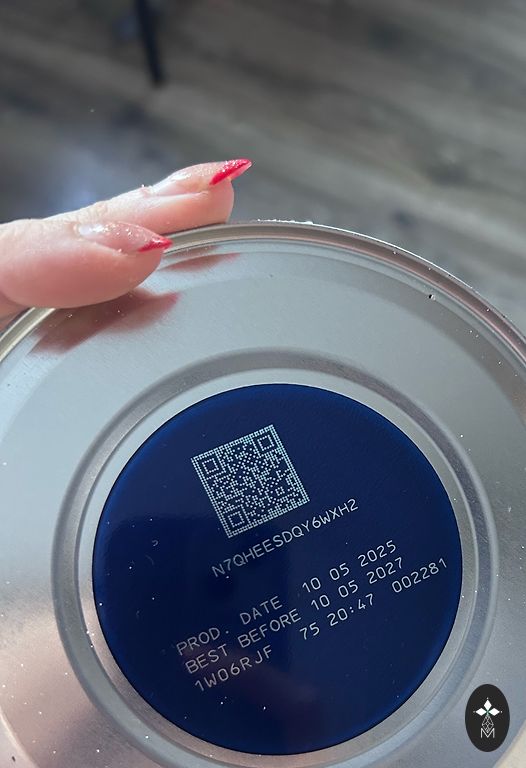 N7QHEESDQY6WXH2
PROD. DATE 10 05 2025
BEST BEFORE 10 05 2027
1W06RJF 75 20:47 002281
M